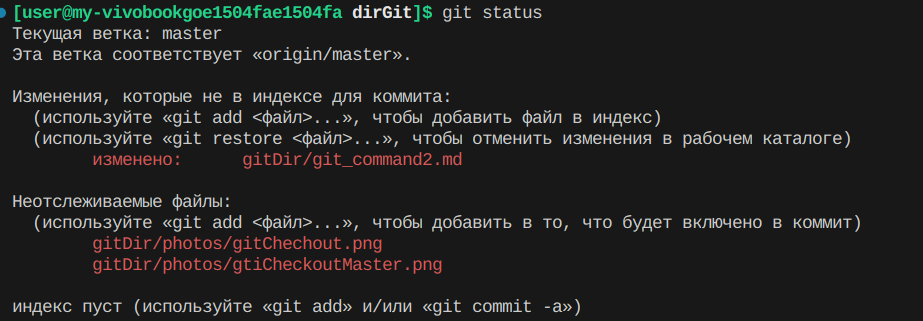 [user@my-vivobookgoe1504fae1504fa dirGit]$ git status
Текущая ветка: master
Эта ветка соответствует «origin/master».
Изменения, которые не в индексе для коммита:
(используйте «git add <файл>...», чтобы добавить файл в индекс)
(используйте «git restore <файл>...», чтобы отменить изменения в рабочем каталоге)
изменено: gitDir/git_command2.md
Неотслеживаемые файлы:
(используйте «git add <файл>...», чтобы добавить в то, что будет включено в коммит)
gitDir/photos/gitChechout.png
gitDir/photos/gtiCheckoutMaster.png
индекс пуст (используйте «git add» и/или «git commit -a»)